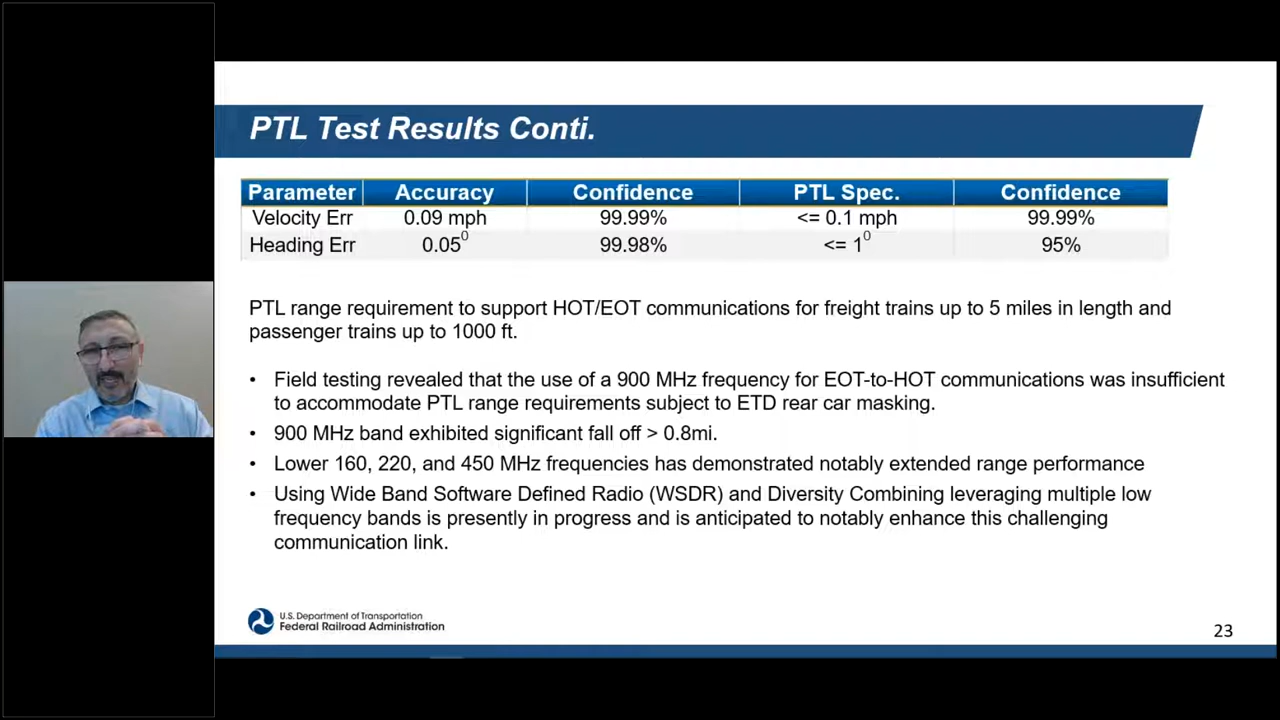 PTL Test Results Conti.
Parameter Accuracy Confidence PTL Spec. Confidence
Velocity Err 0.09 mph 99.99% <= 0.1 mph 99.99%
Heading Err 0.05⁰ 99.98% <= 1⁰ 95%
PTL range requirement to support HOT/EOT communications for freight trains up to 5 miles in length and
passenger trains up to 1000 ft.
• Field testing revealed that the use of a 900 MHz frequency for EOT-to-HOT communications was insufficient
to accommodate PTL range requirements subject to ETD rear car masking.
• 900 MHz band exhibited significant fall off > 0.8mi.
• Lower 160, 220, and 450 MHz frequencies has demonstrated notably extended range performance
• Using Wide Band Software Defined Radio (WSDR) and Diversity Combining leveraging multiple low
frequency bands is presently in progress and is anticipated to notably enhance this challenging
communication link.
U.S. Department of Transportation
Federal Railroad Administration
23